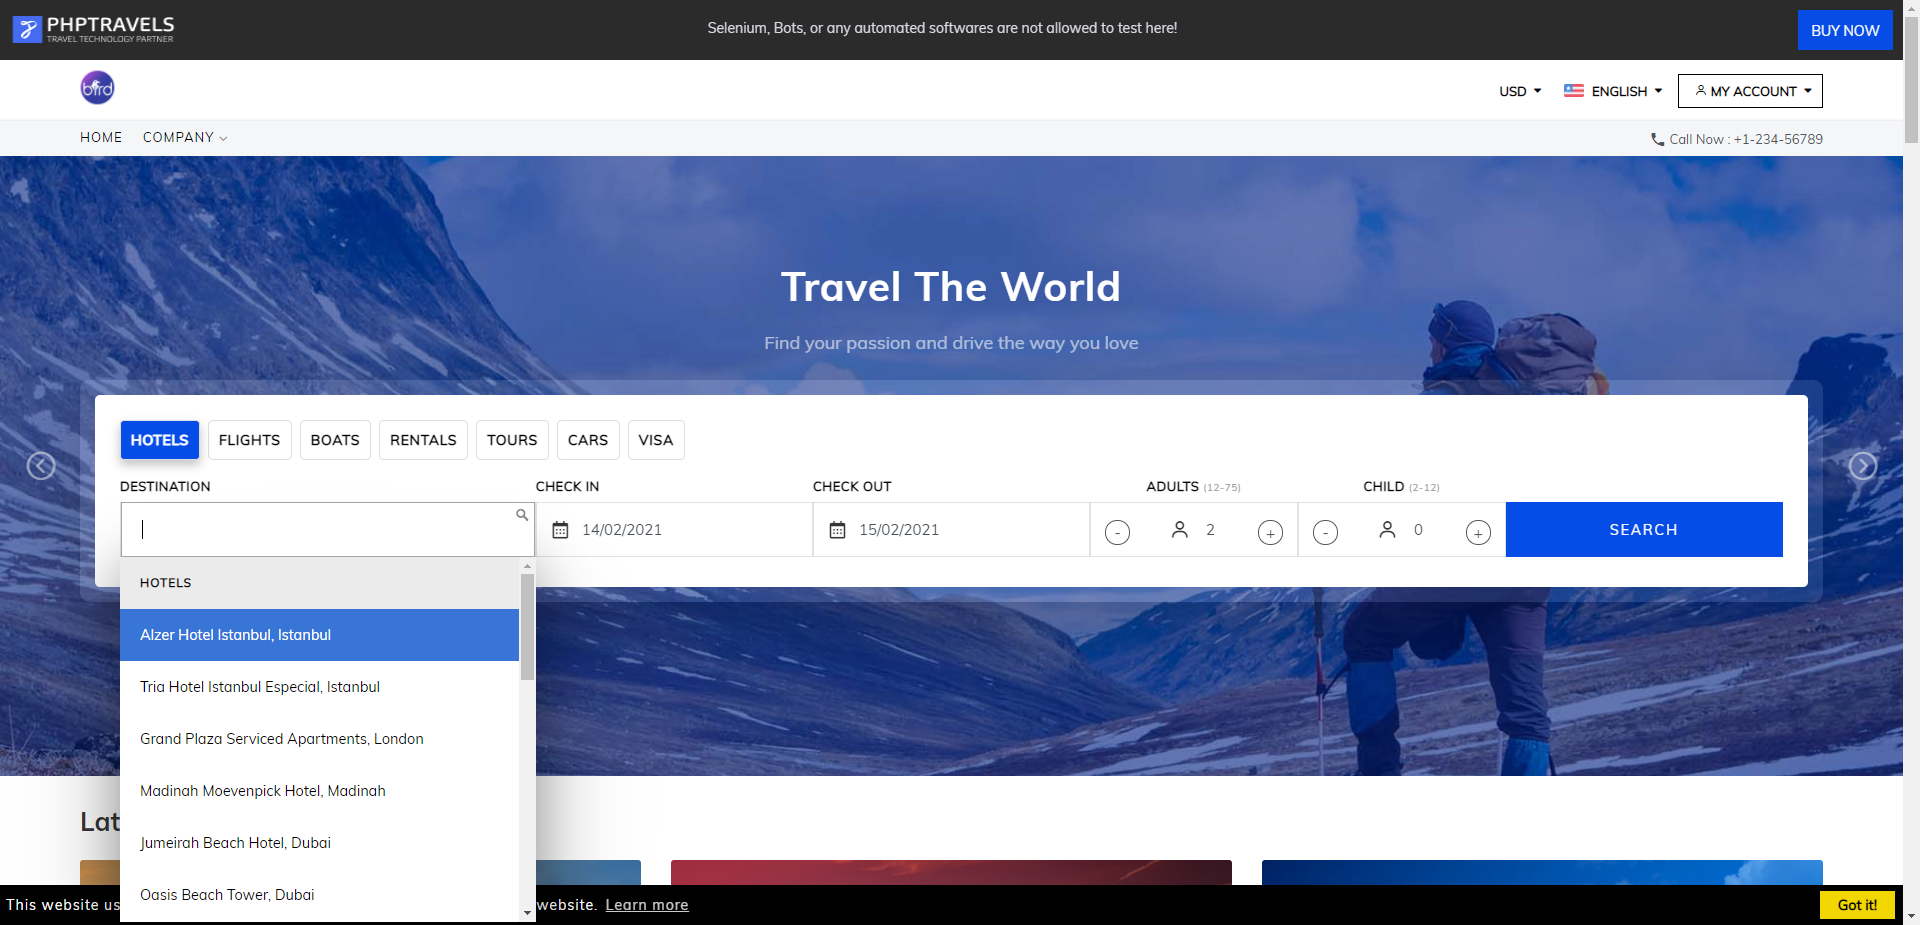 PHPTRAVELS
TRAVEL TECHNOLOGY PARTNER
Selenium, Bots, or any automated softwares are not allowed to test here!
BUY NOW
bird
USD
ENGLISH
MY ACCOUNT
HOME
COMPANY
Call Now : +1-234-56789
Travel The World
Find your passion and drive the way you love
HOTELS
FLIGHTS
BOATS
RENTALS
TOURS
CARS
VISA
DESTINATION
CHECK IN
CHECK OUT
ADULTS (12-75)
CHILD (2-12)
14/02/2021
15/02/2021
- 2 +
- 0 +
SEARCH
HOTELS
Alzer Hotel Istanbul, Istanbul
Tria Hotel Istanbul Especial, Istanbul
Grand Plaza Serviced Apartments, London
Madinah Moevenpick Hotel, Madinah
Jumeirah Beach Hotel, Dubai
Oasis Beach Tower, Dubai
Lat
This website us
website. Learn more
Got it!